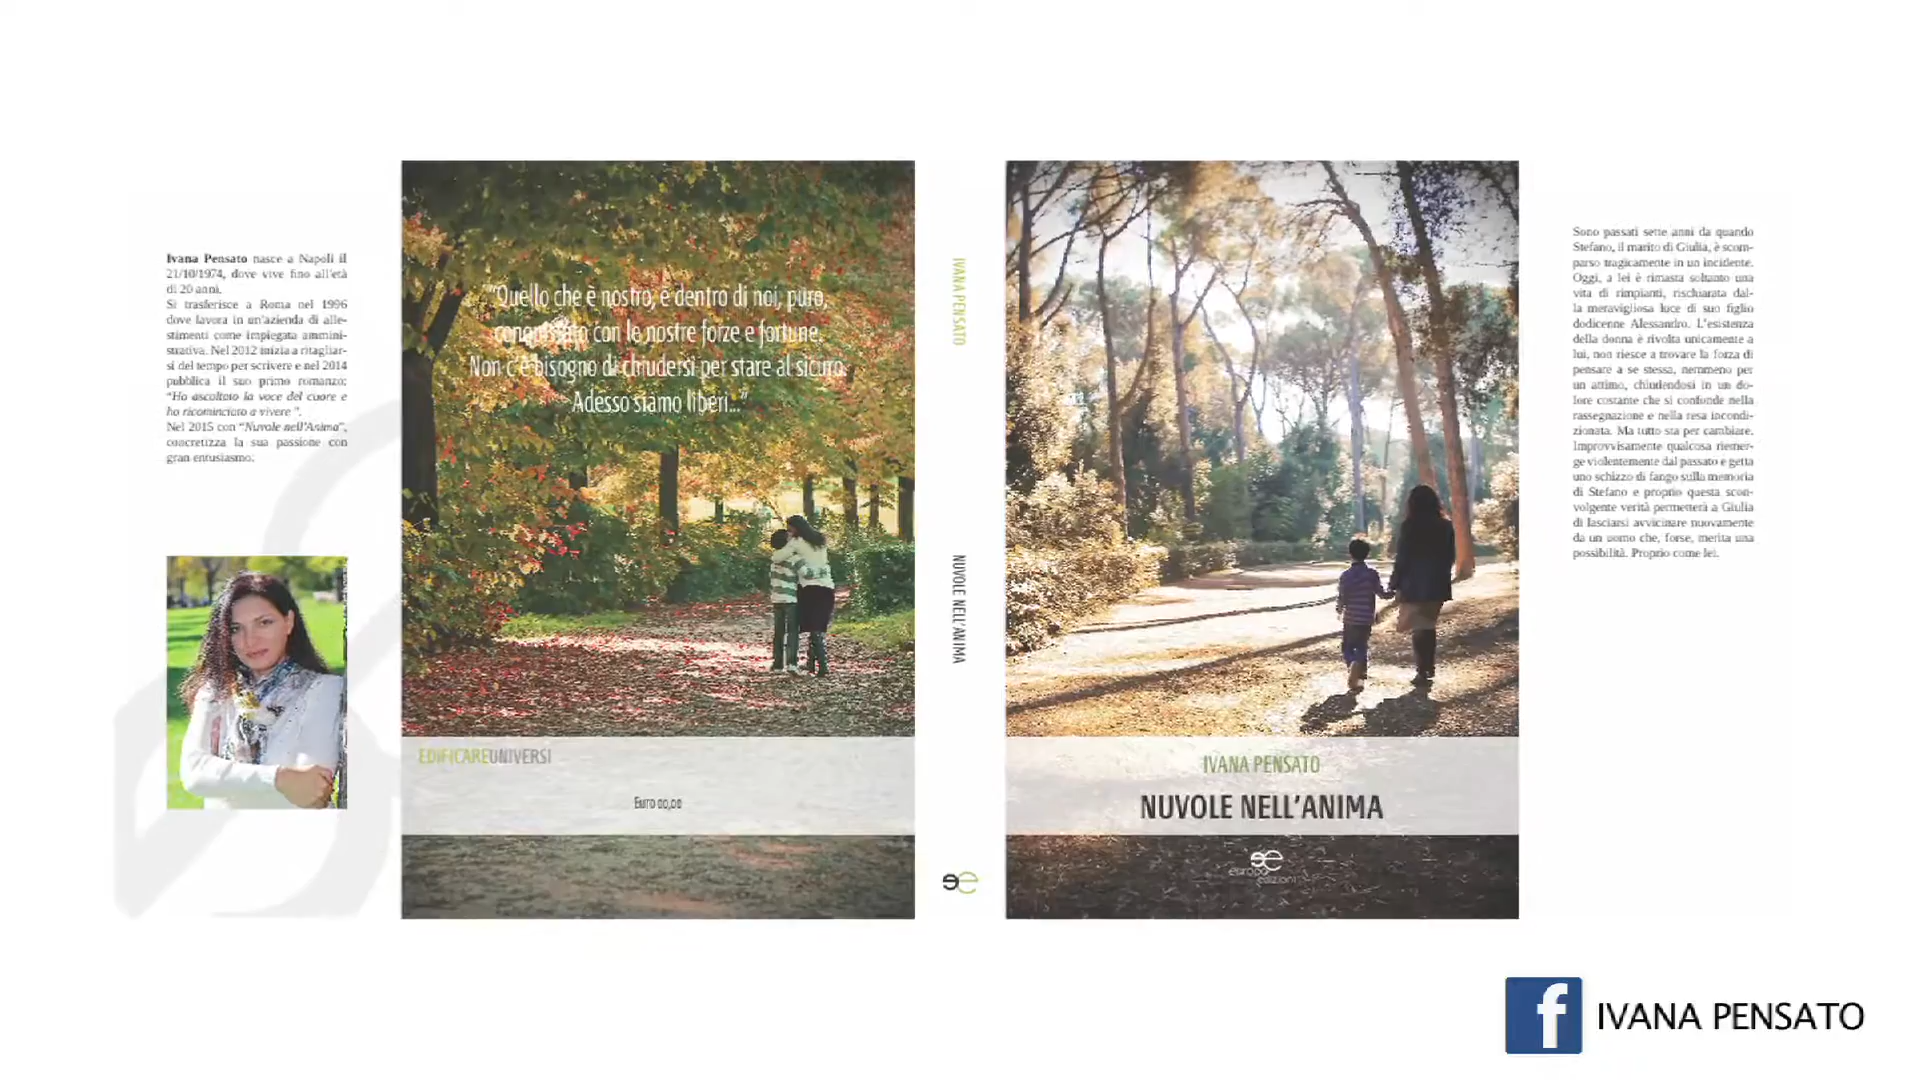 Ivana Pensato nasce a Napoli il
21/10/1974, dove vive fino all'età
di 20 anni.
Si trasferisce a Roma nel 1996
dove lavora in un'azienda di alle-
stimenti come impiegata ammini-
strativa. Nel 2012 inizia a ritagliar-
si del tempo per scrivere e nel 2014
pubblica il suo primo romanzo:
“Ho ascoltato la voce del cuore e
ho ricominciato a vivere ”.
Nel 2015 con “Nuvole nell'Anima”,
concretizza la sua passione con
gran entusiasmo.
“Quello che è nostro, è dentro di noi, puro,
conquistato con le nostre forze e fortune.
Non c'è bisogno di chiudersi per stare al sicuro.
Adesso siamo liberi...”
EDIFICAREUNIVERSI
Euro 00,00
IVANA PENSATO
NUVOLE NELL'ANIMA
ee
IVANA PENSATO
NUVOLE NELL'ANIMA
ee
europa
edizioni
Sono passati sette anni da quando
Stefano, il marito di Giulia, è scom-
parso tragicamente in un incidente.
Oggi, a lei è rimasta soltanto una
vita di rimpianti, rischiarata dal-
la meravigliosa luce di suo figlio
dodicenne Alessandro. L'esistenza
della donna è rivolta unicamente a
lui, non riesce a trovare la forza di
pensare a se stessa, nemmeno per
un attimo, chiudendosi in un do-
lore costante che si confonde nella
rassegnazione e nella resa incondi-
zionata. Ma tutto sta per cambiare.
Improvvisamente qualcosa riemer-
ge violentemente dal passato e getta
uno schizzo di fango sulla memoria
di Stefano e proprio questa scon-
volgente verità permetterà a Giulia
di lasciarsi avvicinare nuovamente
da un uomo che, forse, merita una
possibilità. Proprio come lei.
f IVANA PENSATO